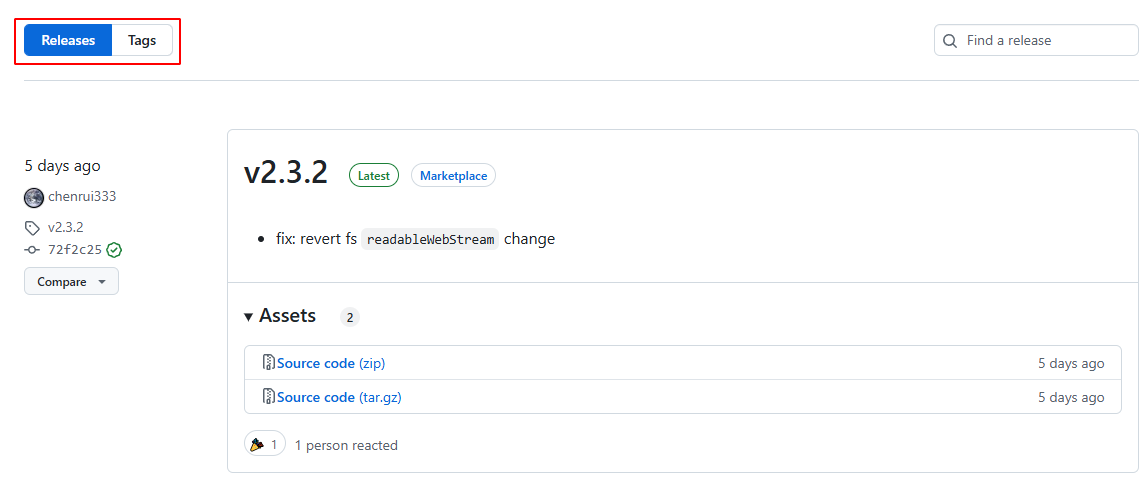 Releases Tags
Find a release
5 days ago
chenrui333
v2.3.2
72f2c25
Compare
v2.3.2 Latest Marketplace
fix: revert fs readableWebStream change
Assets 2
Source code (zip) 5 days ago
Source code (tar.gz) 5 days ago
1 1 person reacted